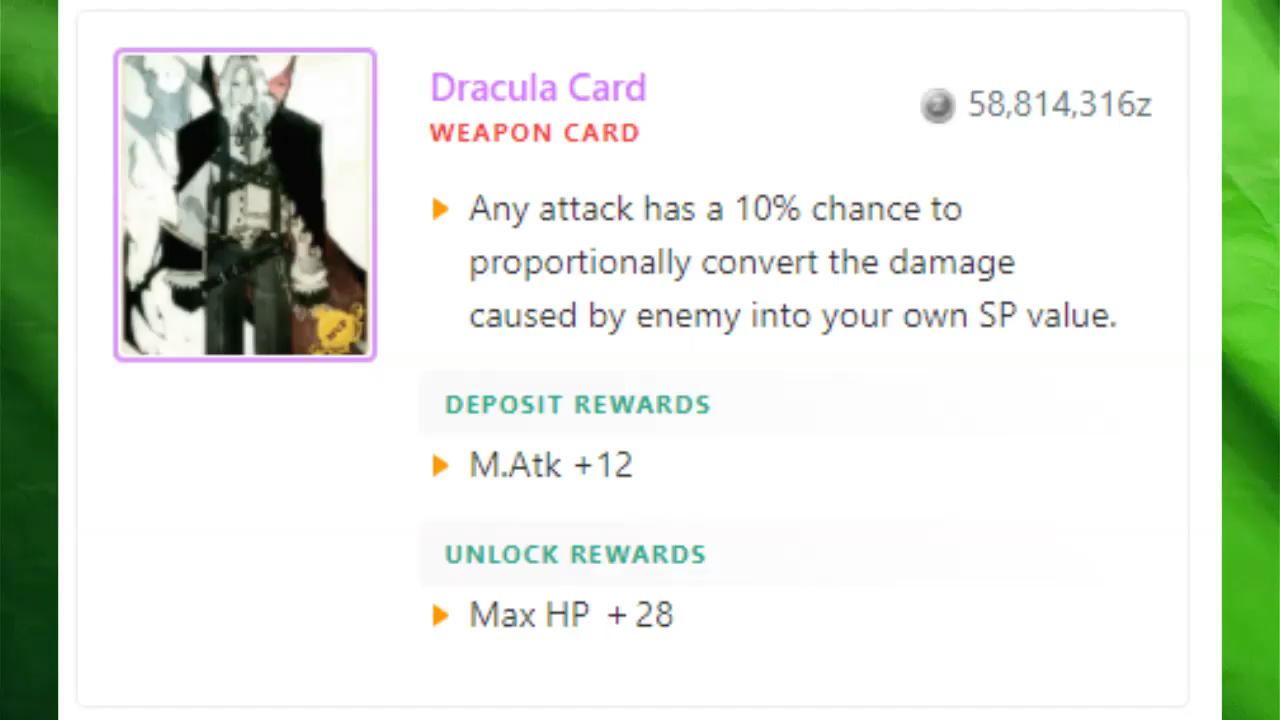 Dracula Card
WEAPON CARD
58,814,316z
Any attack has a 10% chance to
proportionally convert the damage
caused by enemy into your own SP value.
DEPOSIT REWARDS
M.Atk +12
UNLOCK REWARDS
Max HP + 28